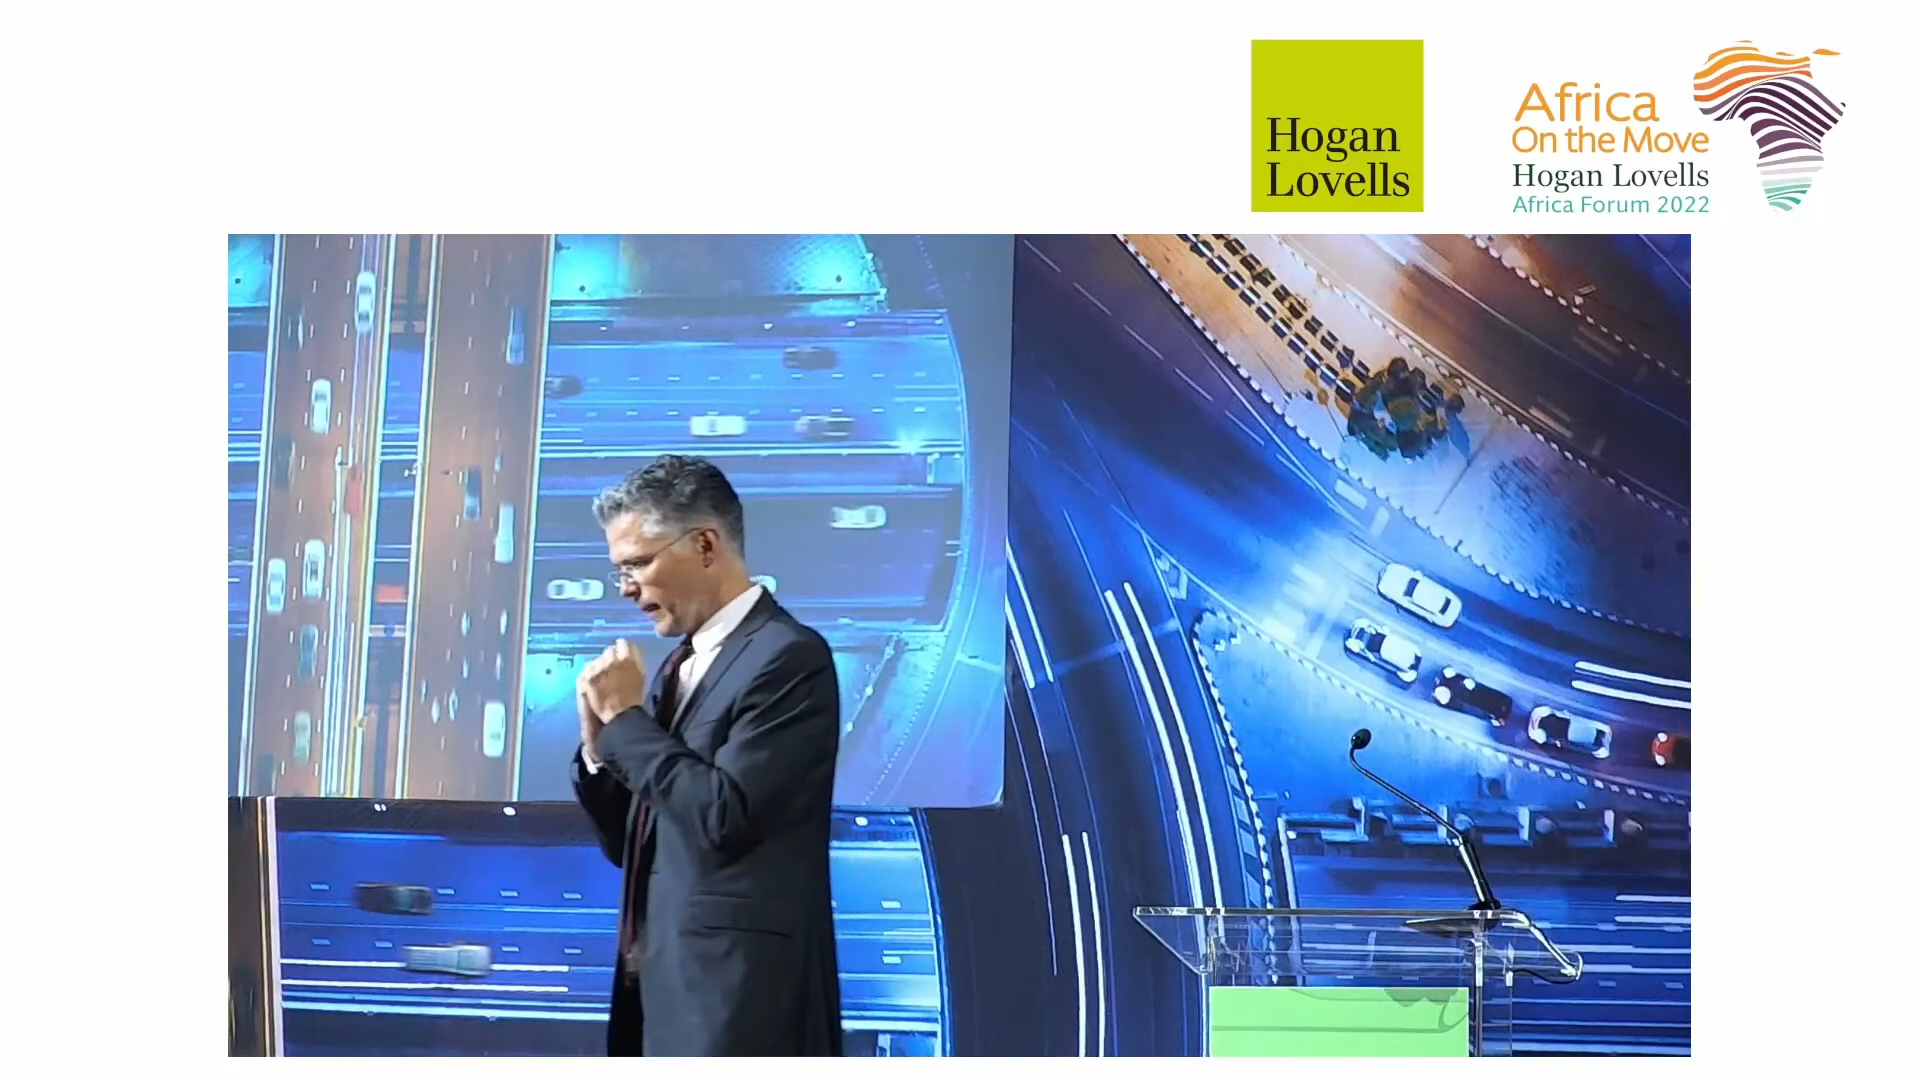 Hogan
Lovells
Africa
On the Move
Hogan Lovells
Africa Forum 2022